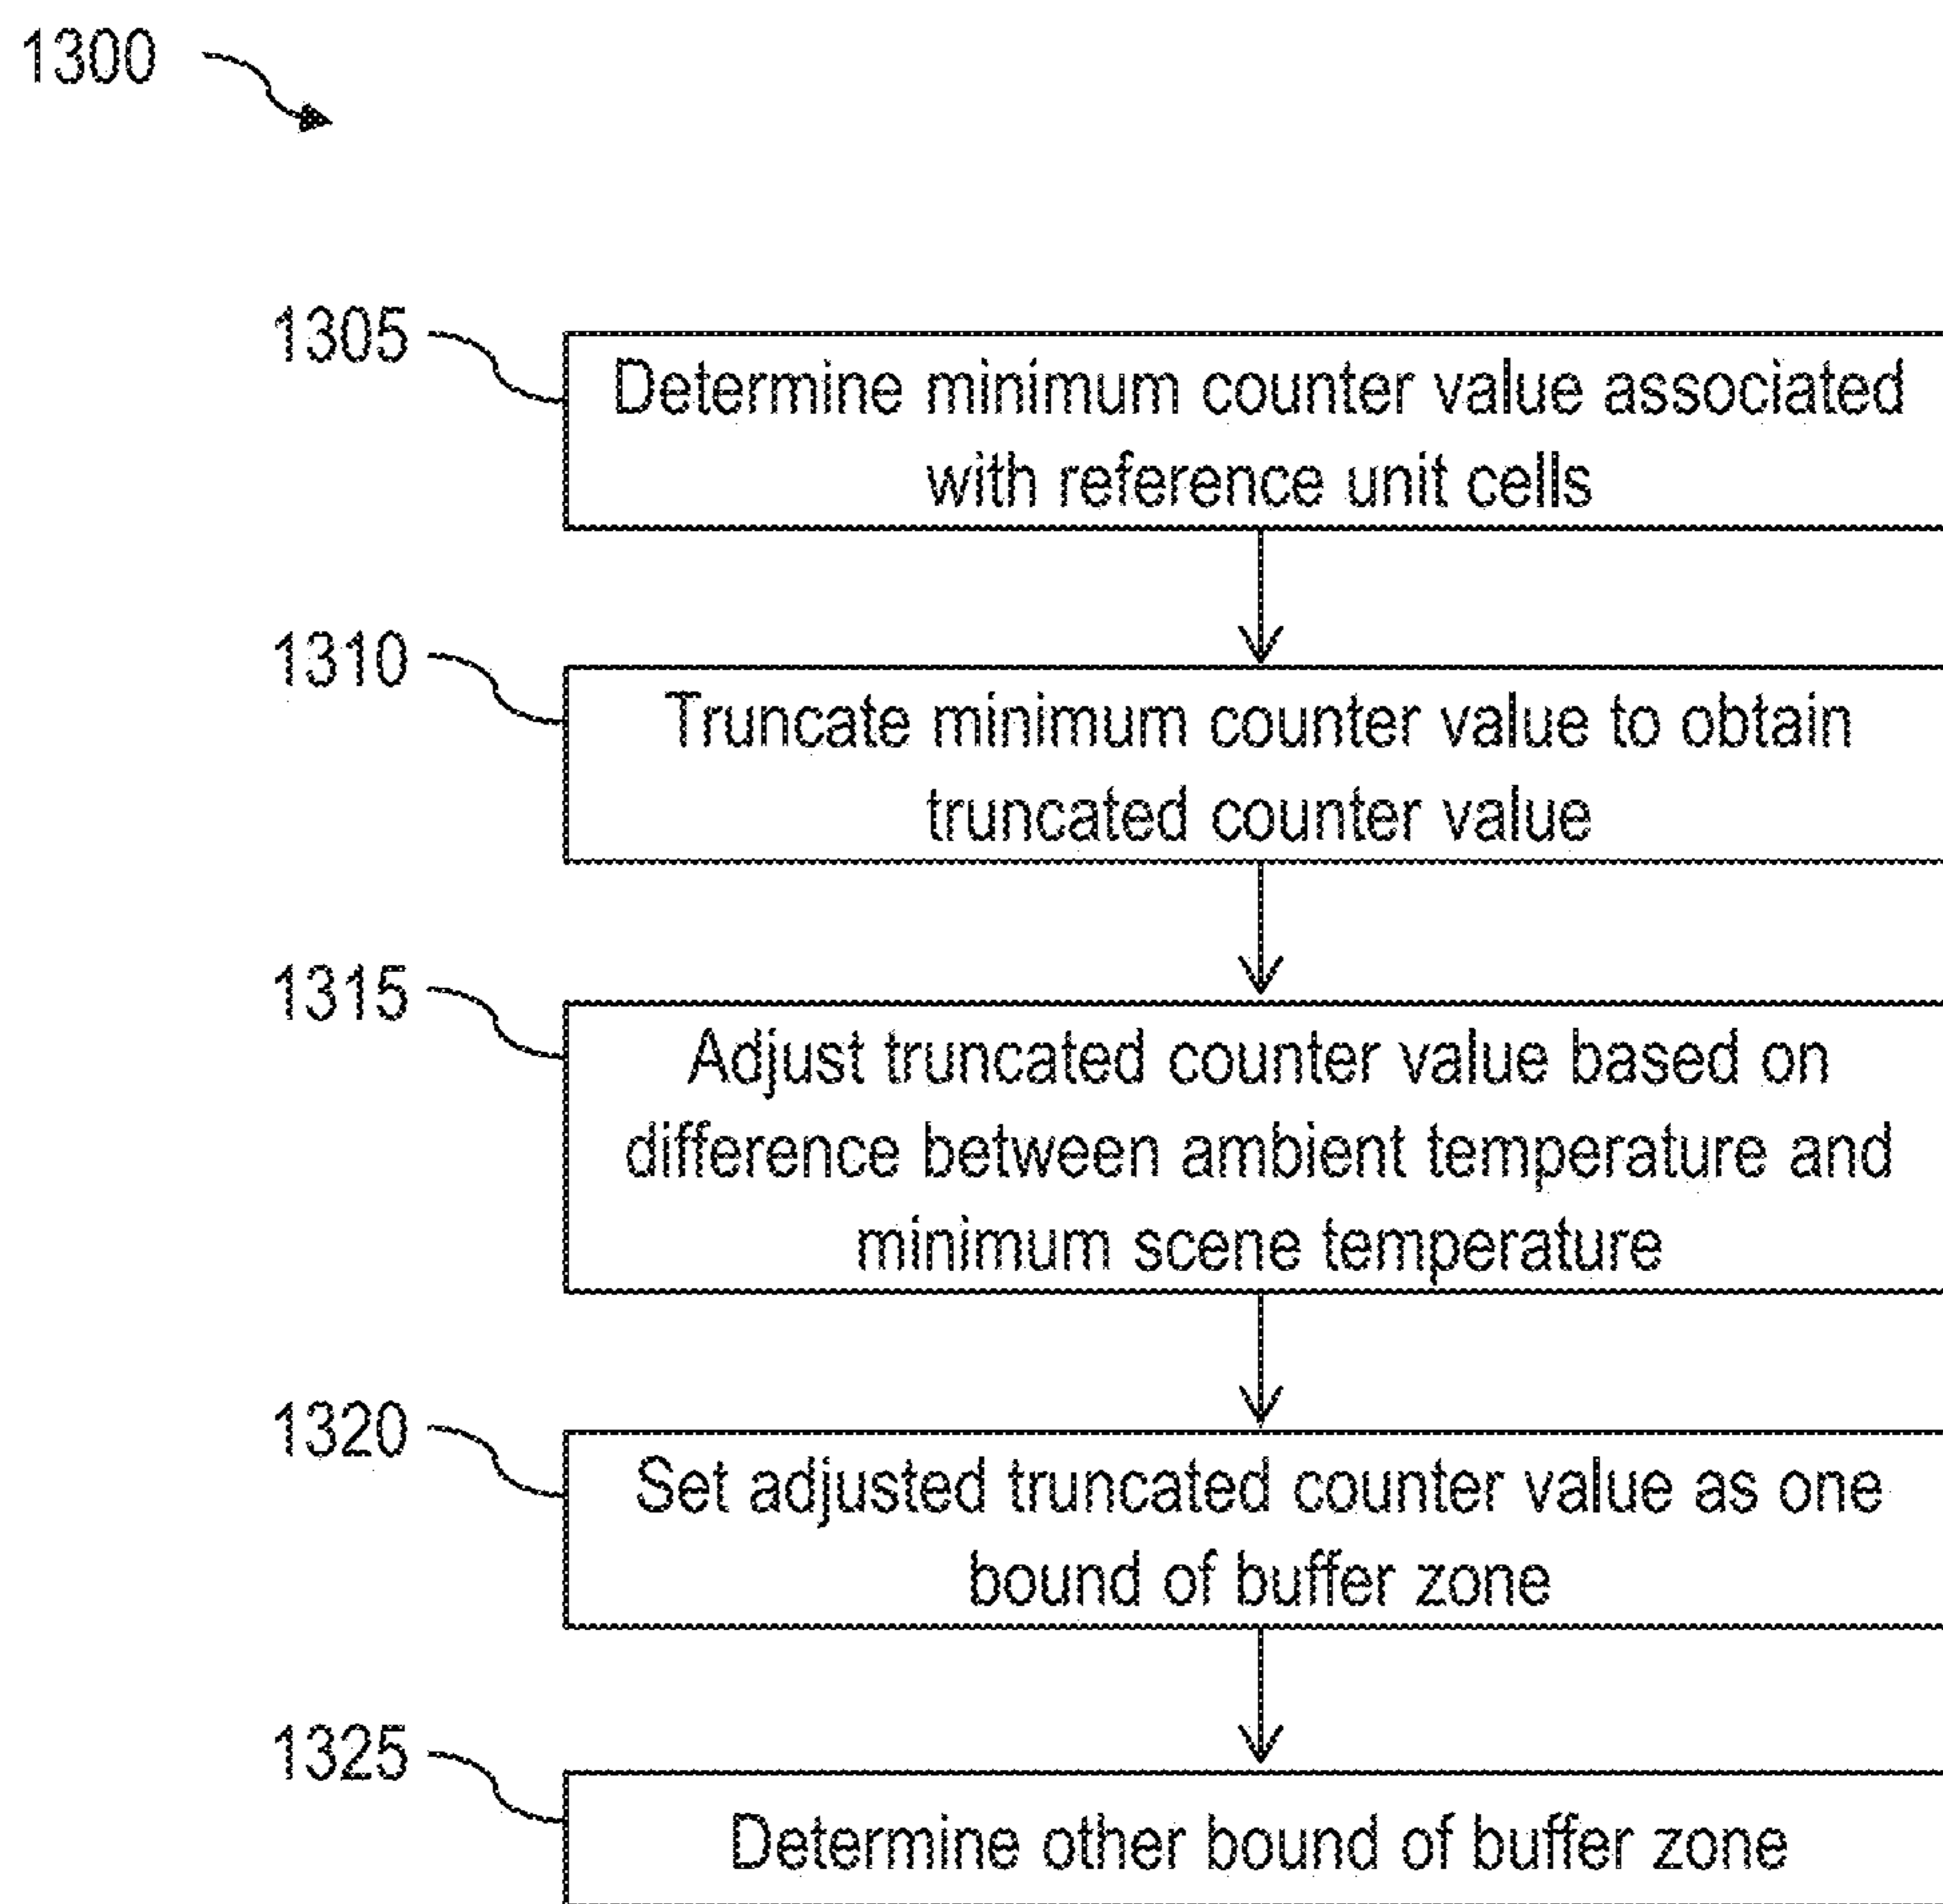 1300
1305
Determine minimum counter value associated
with reference unit cells
1310
Truncate minimum counter value to obtain
truncated counter value
1315
Adjust truncated counter value based on
difference between ambient temperature and
minimum scene temperature
1320
Set adjusted truncated counter value as one
bound of buffer zone
1325
Determine other bound of buffer zone